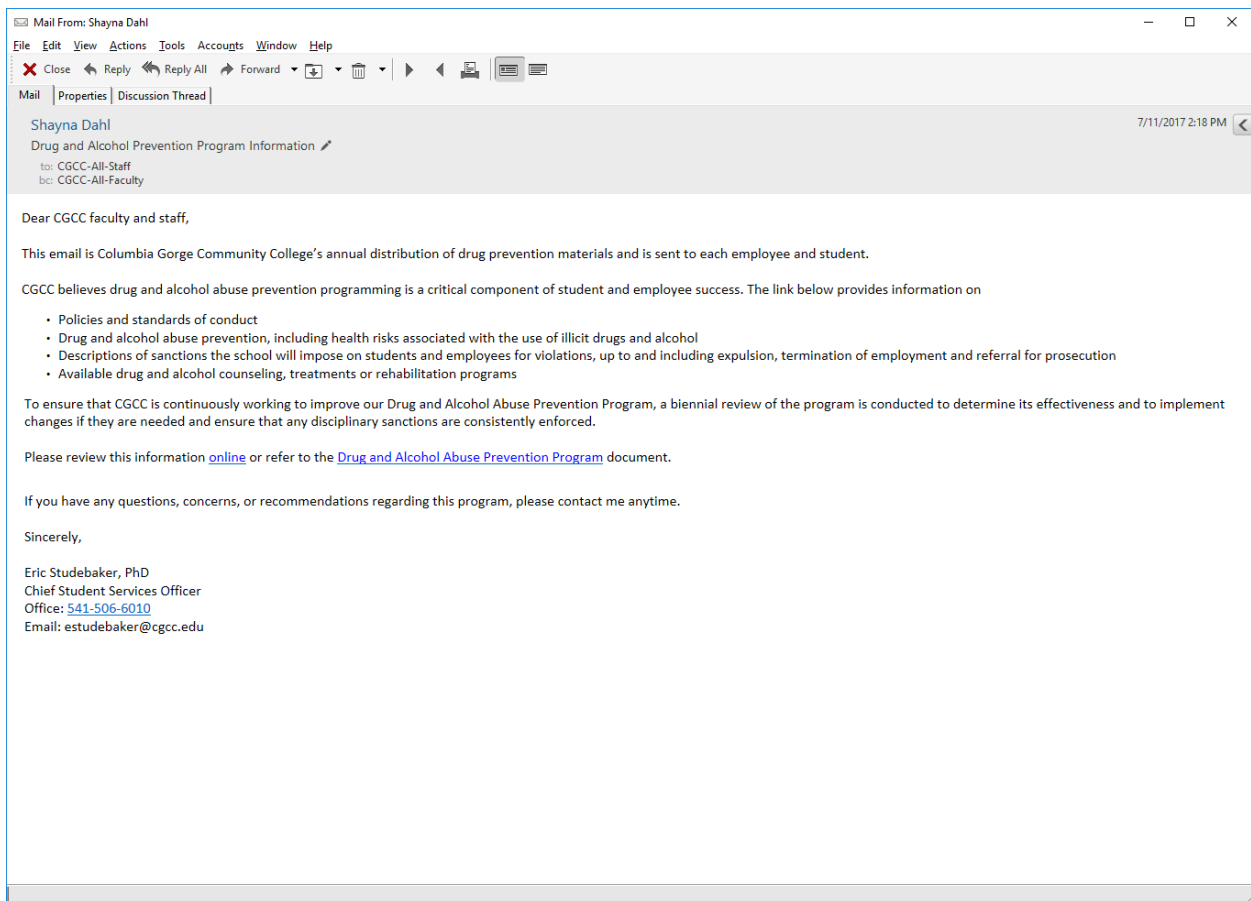 Mail From: Shayna Dahl
File Edit View Actions Tools Accounts Window Help
Close Reply Reply All Forward
Mail Properties Discussion Thread
Shayna Dahl 7/11/2017 2:18 PM
Drug and Alcohol Prevention Program Information
to: CGCC-All-Staff
bc: CGCC-All-Faculty
Dear CGCC faculty and staff,
This email is Columbia Gorge Community College’s annual distribution of drug prevention materials and is sent to each employee and student.
CGCC believes drug and alcohol abuse prevention programming is a critical component of student and employee success. The link below provides information on
• Policies and standards of conduct
• Drug and alcohol abuse prevention, including health risks associated with the use of illicit drugs and alcohol
• Descriptions of sanctions the school will impose on students and employees for violations, up to and including expulsion, termination of employment and referral for prosecution
• Available drug and alcohol counseling, treatments or rehabilitation programs
To ensure that CGCC is continuously working to improve our Drug and Alcohol Abuse Prevention Program, a biennial review of the program is conducted to determine its effectiveness and to implement
changes if they are needed and ensure that any disciplinary sanctions are consistently enforced.
Please review this information online or refer to the Drug and Alcohol Abuse Prevention Program document.
If you have any questions, concerns, or recommendations regarding this program, please contact me anytime.
Sincerely,
Eric Studebaker, PhD
Chief Student Services Officer
Office: 541-506-6010
Email: estudebaker@cgcc.edu